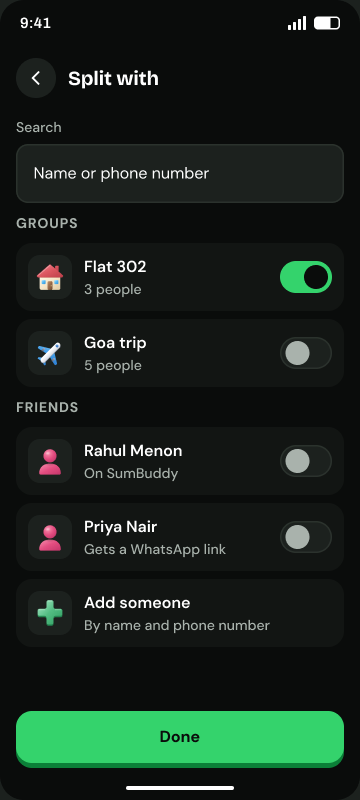 9:41
Split with
Search
Name or phone number
GROUPS
Flat 302
3 people
Goa trip
5 people
FRIENDS
Rahul Menon
On SumBuddy
Priya Nair
Gets a WhatsApp link
Add someone
By name and phone number
Done